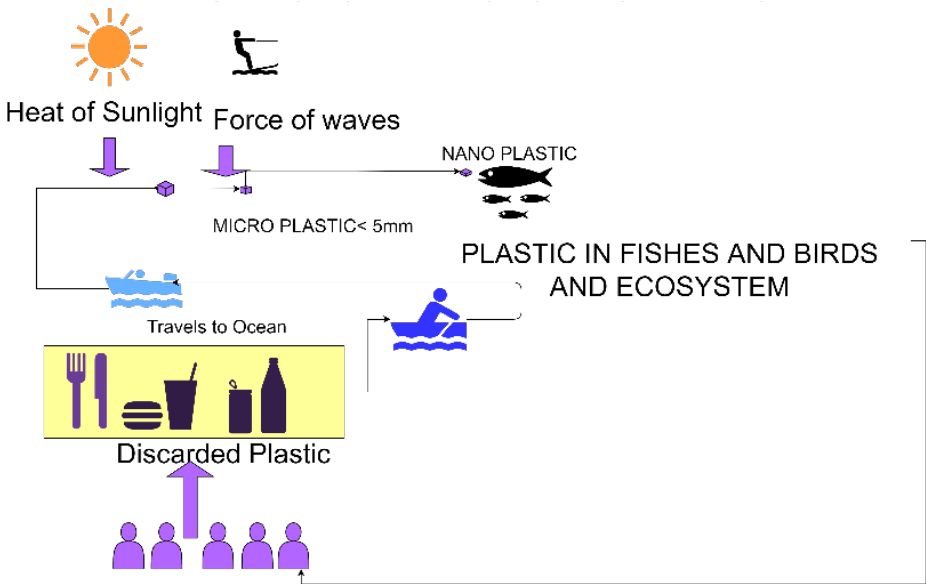 Heat of Sunlight
Force of waves
NANO PLASTIC
MICRO PLASTIC< 5mm
PLASTIC IN FISHES AND BIRDS
AND ECOSYSTEM
Travels to Ocean
Discarded Plastic